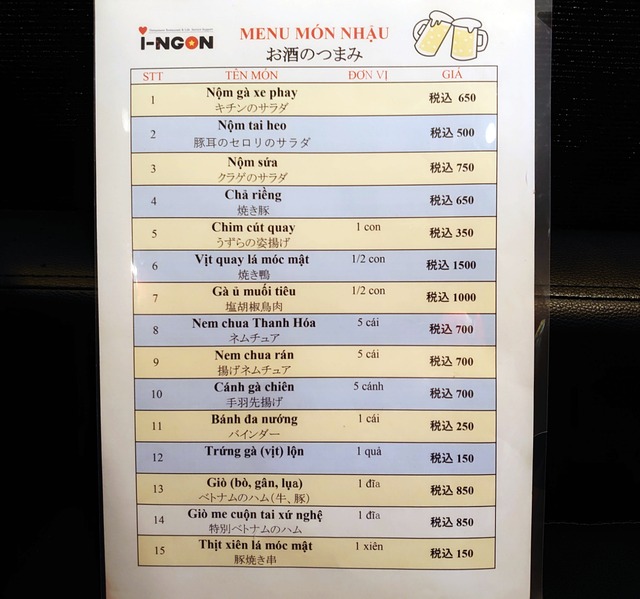 i-NGON
MENU MÓN NHẬU
お酒のつまみ
STT TÊN MÓN ĐƠN VỊ GIÁ
1 Nộm gà xe phay 税込 650
キチンのサラダ
2 Nộm tai heo 税込 500
豚耳のセロリのサラダ
3 Nộm sứa 税込 750
クラゲのサラダ
4 Chả riềng 税込 650
焼き豚
5 Chim cút quay 1 con 税込 350
うずらの姿揚げ
6 Vịt quay lá móc mật 1/2 con 税込 1500
焼き鴨
7 Gà ủ muối tiêu 1/2 con 税込 1000
塩胡椒鳥肉
8 Nem chua Thanh Hóa 5 cái 税込 700
ネムチュア
9 Nem chua rán 5 cái 税込 700
揚げネムチュア
10 Cánh gà chiên 5 cánh 税込 700
手羽先揚げ
11 Bánh đa nướng 1 cái 税込 250
バインダー
12 Trứng gà (vịt) lộn 1 quả 税込 150
13 Giò (bò, gân, lụa) 1 đĩa 税込 850
ベトナムのハム(牛、豚)
14 Giò me cuộn tai xứ nghệ 1 đĩa 税込 850
特別ベトナムのハム
15 Thịt xiên lá móc mật 1 xiên 税込 150
豚焼き串